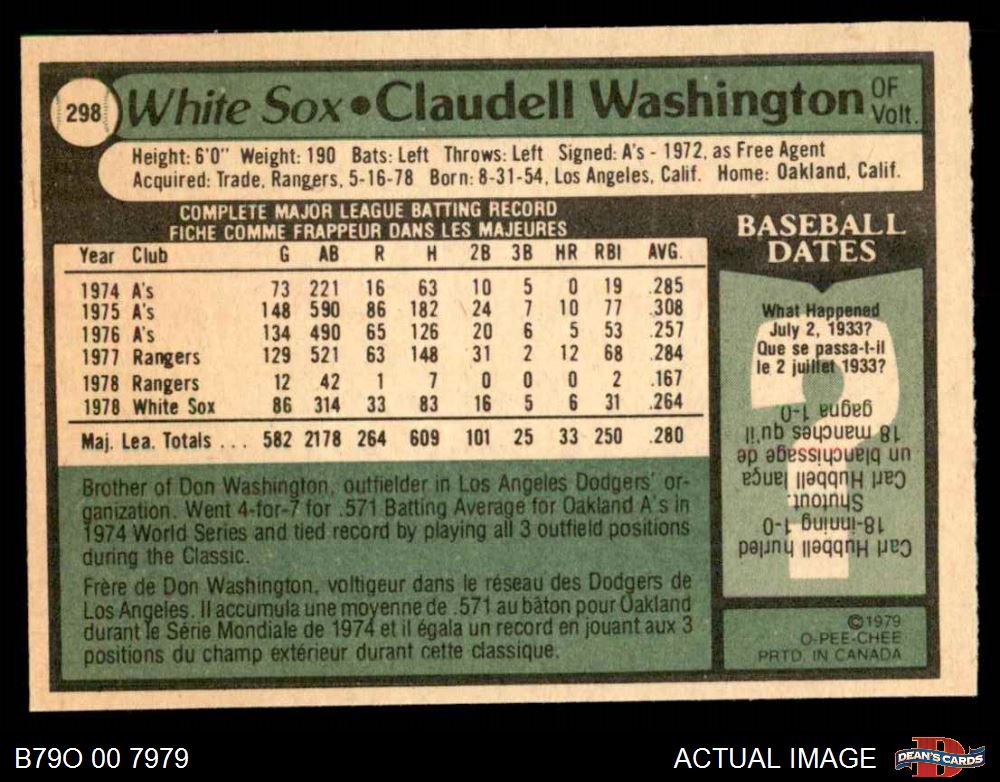 298 White Sox•Claudell Washington OF Volt.
Height: 6'0" Weight: 190 Bats: Left Throws: Left Signed: A's - 1972, as Free Agent
Acquired: Trade, Rangers, 5-16-78 Born: 8-31-54, Los Angeles, Calif. Home: Oakland, Calif.
COMPLETE MAJOR LEAGUE BATTING RECORD
FICHE COMME FRAPPEUR DANS LES MAJEURES
Year Club G AB R H 2B 3B HR RBI AVG.
1974 A's 73 221 16 63 10 5 0 19 .285
1975 A's 148 590 86 182 24 7 10 77 .308
1976 A's 134 490 65 126 20 6 5 53 .257
1977 Rangers 129 521 63 148 31 2 12 68 .284
1978 Rangers 12 42 1 7 0 0 0 2 .167
1978 White Sox 86 314 33 83 16 5 6 31 .264
Maj. Lea. Totals ... 582 2178 264 609 101 25 33 250 .280
Brother of Don Washington, outfielder in Los Angeles Dodgers' or-
ganization. Went 4-for-7 for .571 Batting Average for Oakland A's in
1974 World Series and tied record by playing all 3 outfield positions
during the Classic.
Frère de Don Washington, voltigeur dans le réseau des Dodgers de
Los Angeles. Il accumula une moyenne de .571 au bâton pour Oakland
durant le Série Mondiale de 1974 et il égala un record en jouant aux 3
positions du champ extérieur durant cette classique.
BASEBALL
DATES
What Happened
July 2, 1933?
Que se passa-t-il
le 2 juillet 1933?
Carl Hubbell hurled
18-inning 1-0
Shutout.
Carl Hubbell lança
un blanchissage de
18 manches qu'il
gagna 1-0
©1979
O-PEE-CHEE
PRTD. IN CANADA
B79O 00 7979
ACTUAL IMAGE
D
DEAN'S CARDS